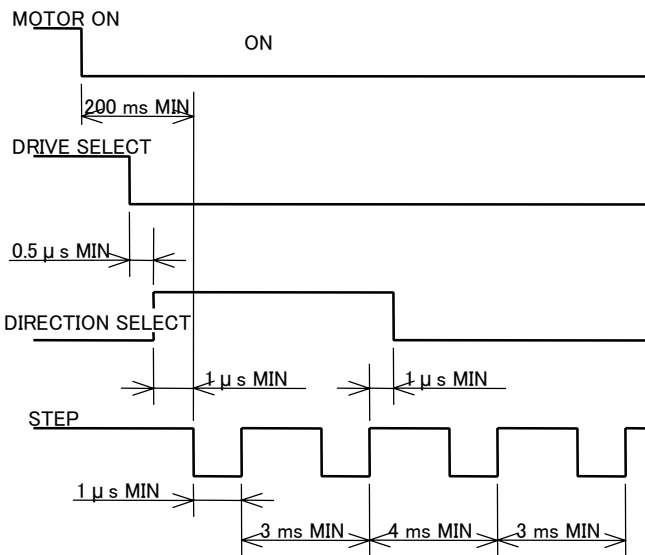 MOTOR ON
ON
200 ms MIN
DRIVE SELECT
0.5 μ s MIN
DIRECTION SELECT
1 μ s MIN 1 μ s MIN
STEP
1 μ s MIN
3 ms MIN 4 ms MIN 3 ms MIN